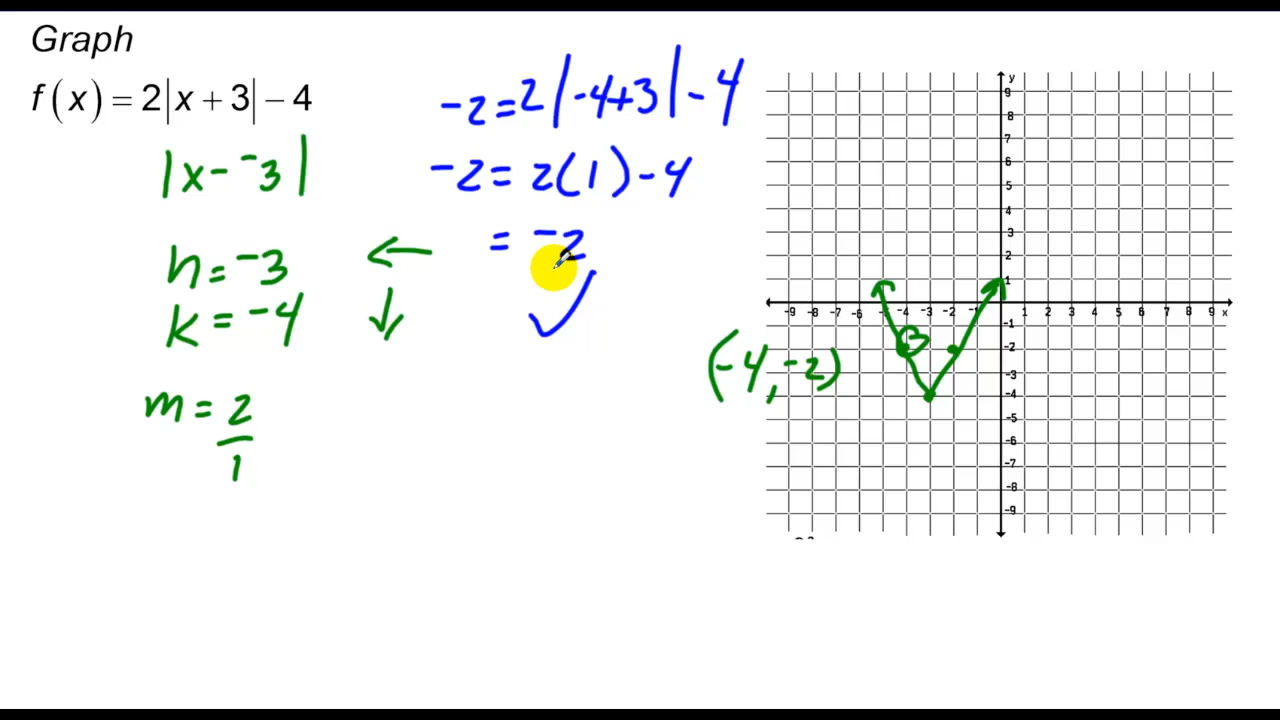 Graph
f(x) = 2|x + 3| − 4
|x - ⁻3|
h = ⁻3 ←
k = ⁻4 ↓
m = 2/1
-2 = 2|-4+3| - 4
-2 = 2(1) - 4
= -2
✓
(-4, -2)
y
9
8
7
6
5
4
3
2
1
-9 -8 -7 -6 -5 -4 -3 -2 -1 1 2 3 4 5 6 7 8 9 x
-1
-2
-3
-4
-5
-6
-7
-8
-9